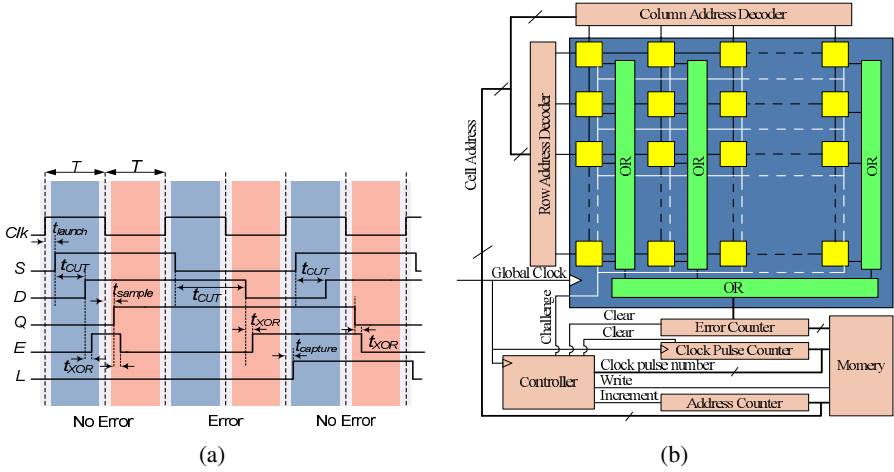 T T
Clk
t_launch
S
t_CUT t_CUT
D
t_sample t_CUT
Q
t_XOR
E
t_XOR t_capture t_XOR
L
No Error Error No Error
(a)
Column Address Decoder
Cell Address
Row Address Decoder
OR OR OR
Global Clock
OR
Challenge
Clear
Error Counter
Clear
Clock Pulse Counter
Clock pulse number
Controller
Write
Increment
Address Counter
Momery
(b)